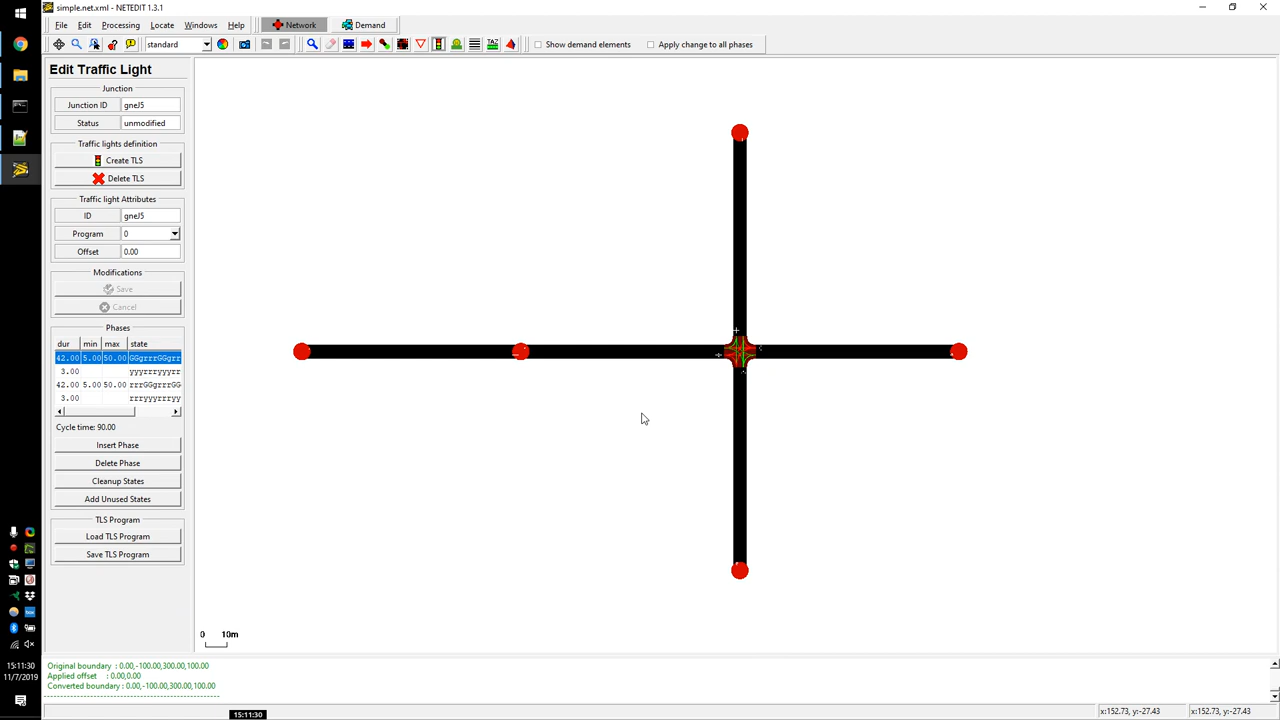 simple.net.xml - NETEDIT 1.3.1
File Edit Processing Locate Windows Help Network Demand
standard Show demand elements Apply change to all phases
Edit Traffic Light
Junction
Junction ID gneJ5
Status unmodified
Traffic lights definition
Create TLS
Delete TLS
Traffic light Attributes
ID gneJ5
Program 0
Offset 0.00
Modifications
Save
Cancel
Phases
dur min max state
42.00 5.00 50.00 GGgrrrGGgrr
3.00 yyyrrryyyrr
42.00 5.00 50.00 rrrGGgrrrGG
3.00 rrryyyrrryy
Cycle time: 90.00
Insert Phase
Delete Phase
Cleanup States
Add Unused States
TLS Program
Load TLS Program
Save TLS Program
0 10m
Original boundary : 0.00,-100.00,300.00,100.00
Applied offset : 0.00,0.00
Converted boundary : 0.00,-100.00,300.00,100.00
15:11:30
11/7/2019
15:11:30
x:152.73, y:-27.43 x:152.73, y:-27.43